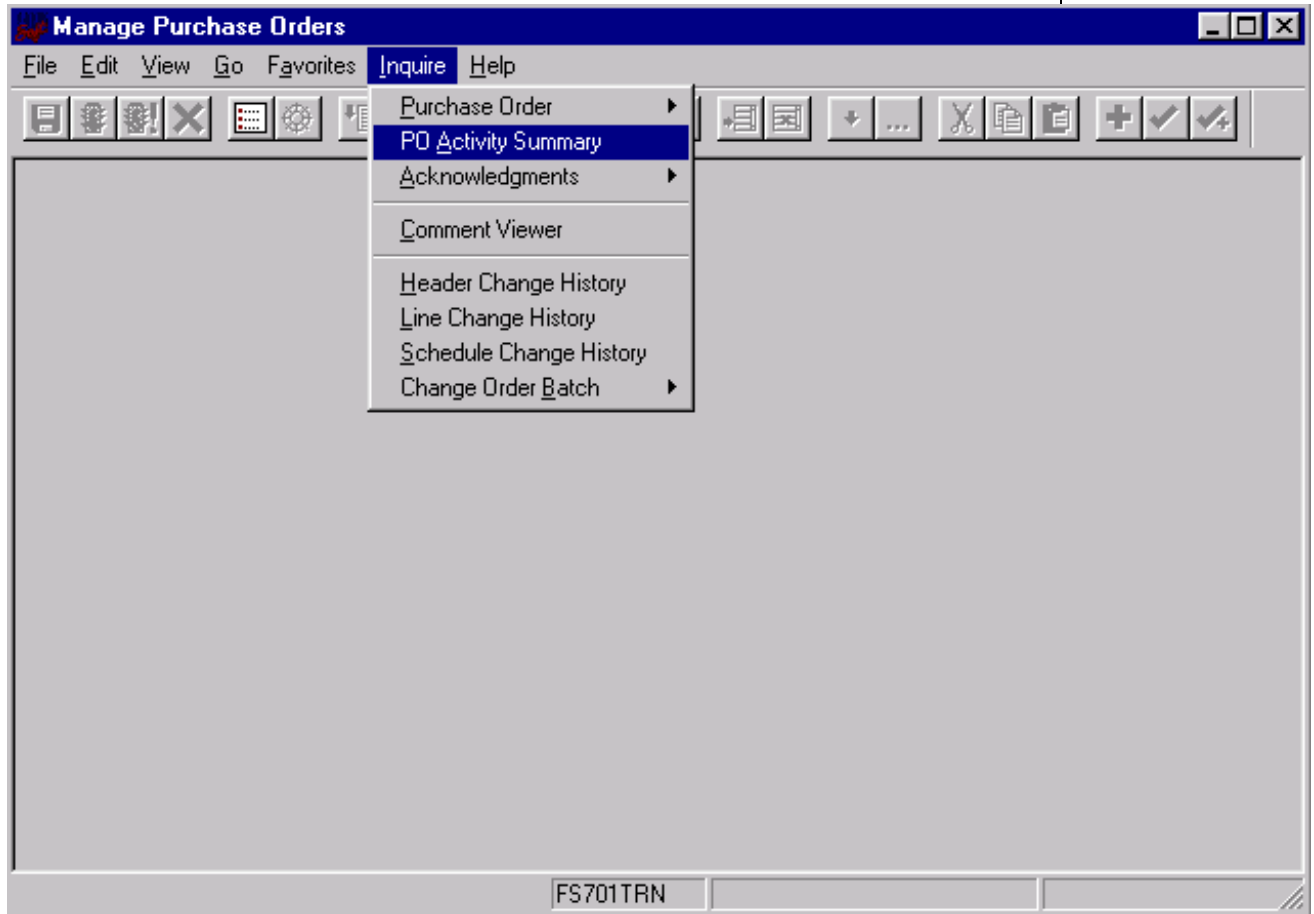 Manage Purchase Orders
File Edit View Go Favorites Inquire Help
...
Purchase Order
PO Activity Summary
Acknowledgments
Comment Viewer
Header Change History
Line Change History
Schedule Change History
Change Order Batch
FS701TRN